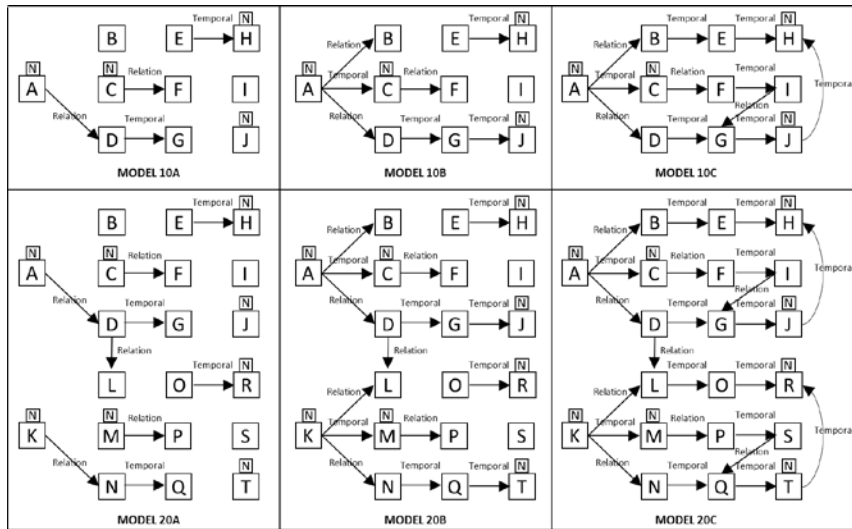 Temporal N
B E H
N N Relation
A C F I
Relation Temporal N
D G J
MODEL 10A
Temporal N
Relation B E H
N Temporal N Relation
A C F I
Relation Temporal Temporal N
D G J
MODEL 10B
Temporal Temporal N
Relation B E H
N Temporal N Relation Temporal
A C F I Tempora
Relation
Relation Temporal Temporal N
D G J
MODEL 10C
Temporal N
B E H
N N Relation
A C F I
Relation Temporal N
D G J
Relation Temporal N
L O R
N N Relation
K M P S
Relation Temporal N
N Q T
MODEL 20A
Temporal N
Relation B E H
N Temporal N Relation
A C F I
Relation Temporal Temporal N
D G J
Relation Temporal N
Relation L O R
N Temporal N Relation
K M P S
Relation Temporal Temporal N
N Q T
MODEL 20B
Temporal Temporal N
Relation B E H
N Temporal N Relation Temporal
A C F I Tempora
Relation
Relation Temporal Temporal N
D G J
Relation Temporal Temporal N
Relation L O R
N Temporal N Relation Temporal
K M P S Tempora
Relation
Relation Temporal Temporal N
N Q T
MODEL 20C